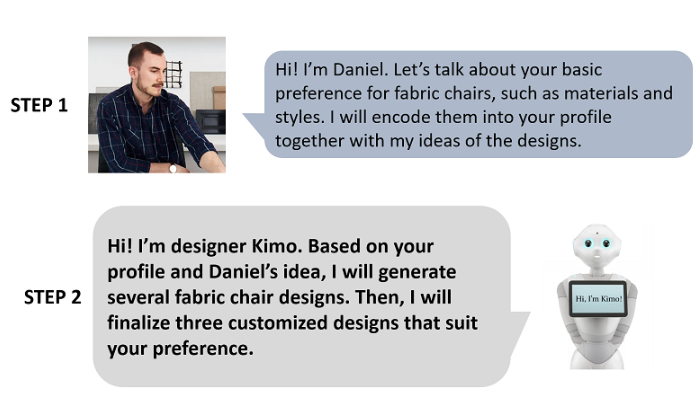 STEP 1
Hi! I’m Daniel. Let’s talk about your basic
preference for fabric chairs, such as materials and
styles. I will encode them into your profile
together with my ideas of the designs.
STEP 2
Hi! I’m designer Kimo. Based on your
profile and Daniel’s idea, I will generate
several fabric chair designs. Then, I will
finalize three customized designs that suit
your preference.
Hi, I'm Kimo!